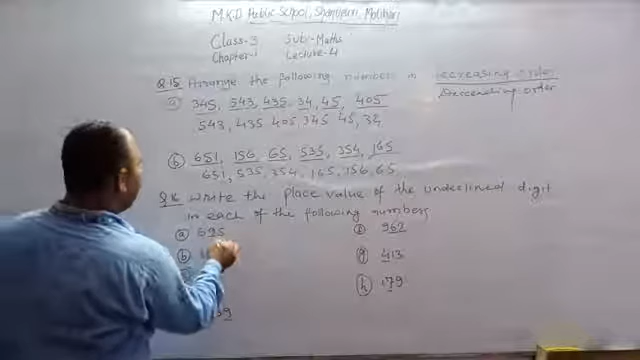 M.K.D Public School, Shantipuri, Motihari
Class-3 Sub:- Maths
Chapter-1 Lecture-4
Q.15 Arrange the following numbers in decreasing order
Descending order
(a) 345, 543, 435, 34, 45, 405
543, 435 405, 345 45, 34
(b) 651, 156, 65, 535, 354, 165
651, 535, 354, 165, 156, 65
Q.16 Write the place value of the underlined digit
in each of the following numbers
(a) 695 962
(b) (g) 413
(h) 179
9